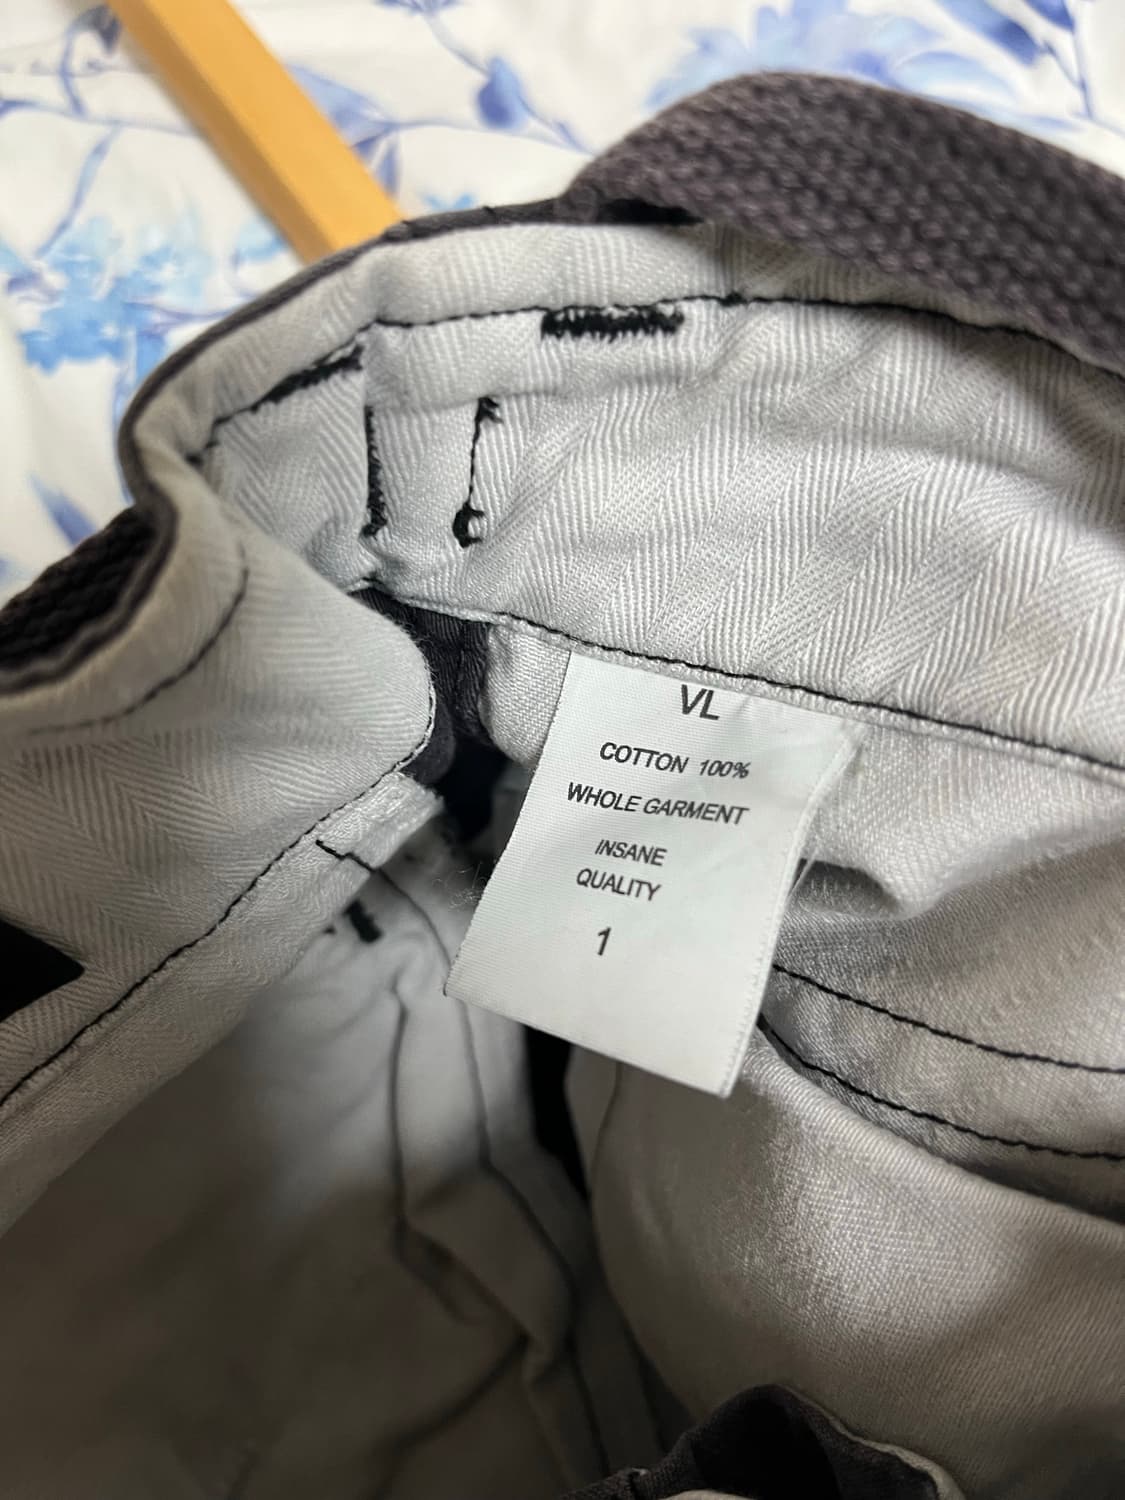 VL
COTTON 100%
WHOLE GARMENT
INSANE
QUALITY
1